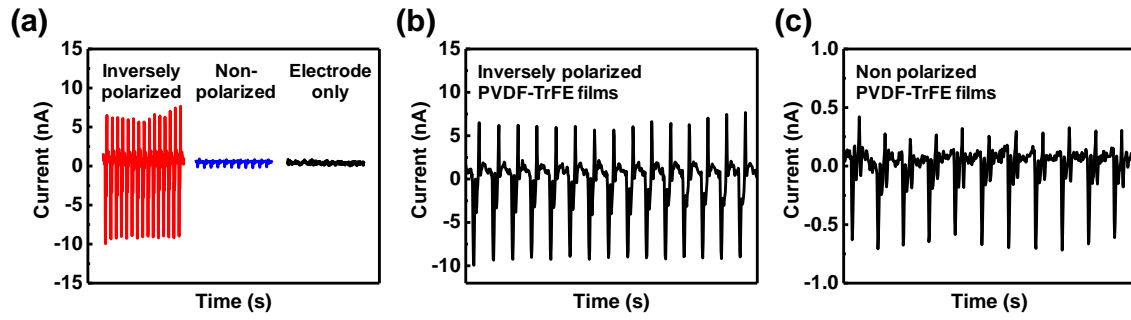 (a)
15
10
5
0
-5
-10
-15
Current (nA)
Time (s)
Inversely
polarized
Non-
polarized
Electrode
only
(b)
15
10
5
0
-5
-10
Current (nA)
Time (s)
Inversely polarized
PVDF-TrFE films
(c)
1.0
0.5
0.0
-0.5
-1.0
Current (nA)
Time (s)
Non polarized
PVDF-TrFE films